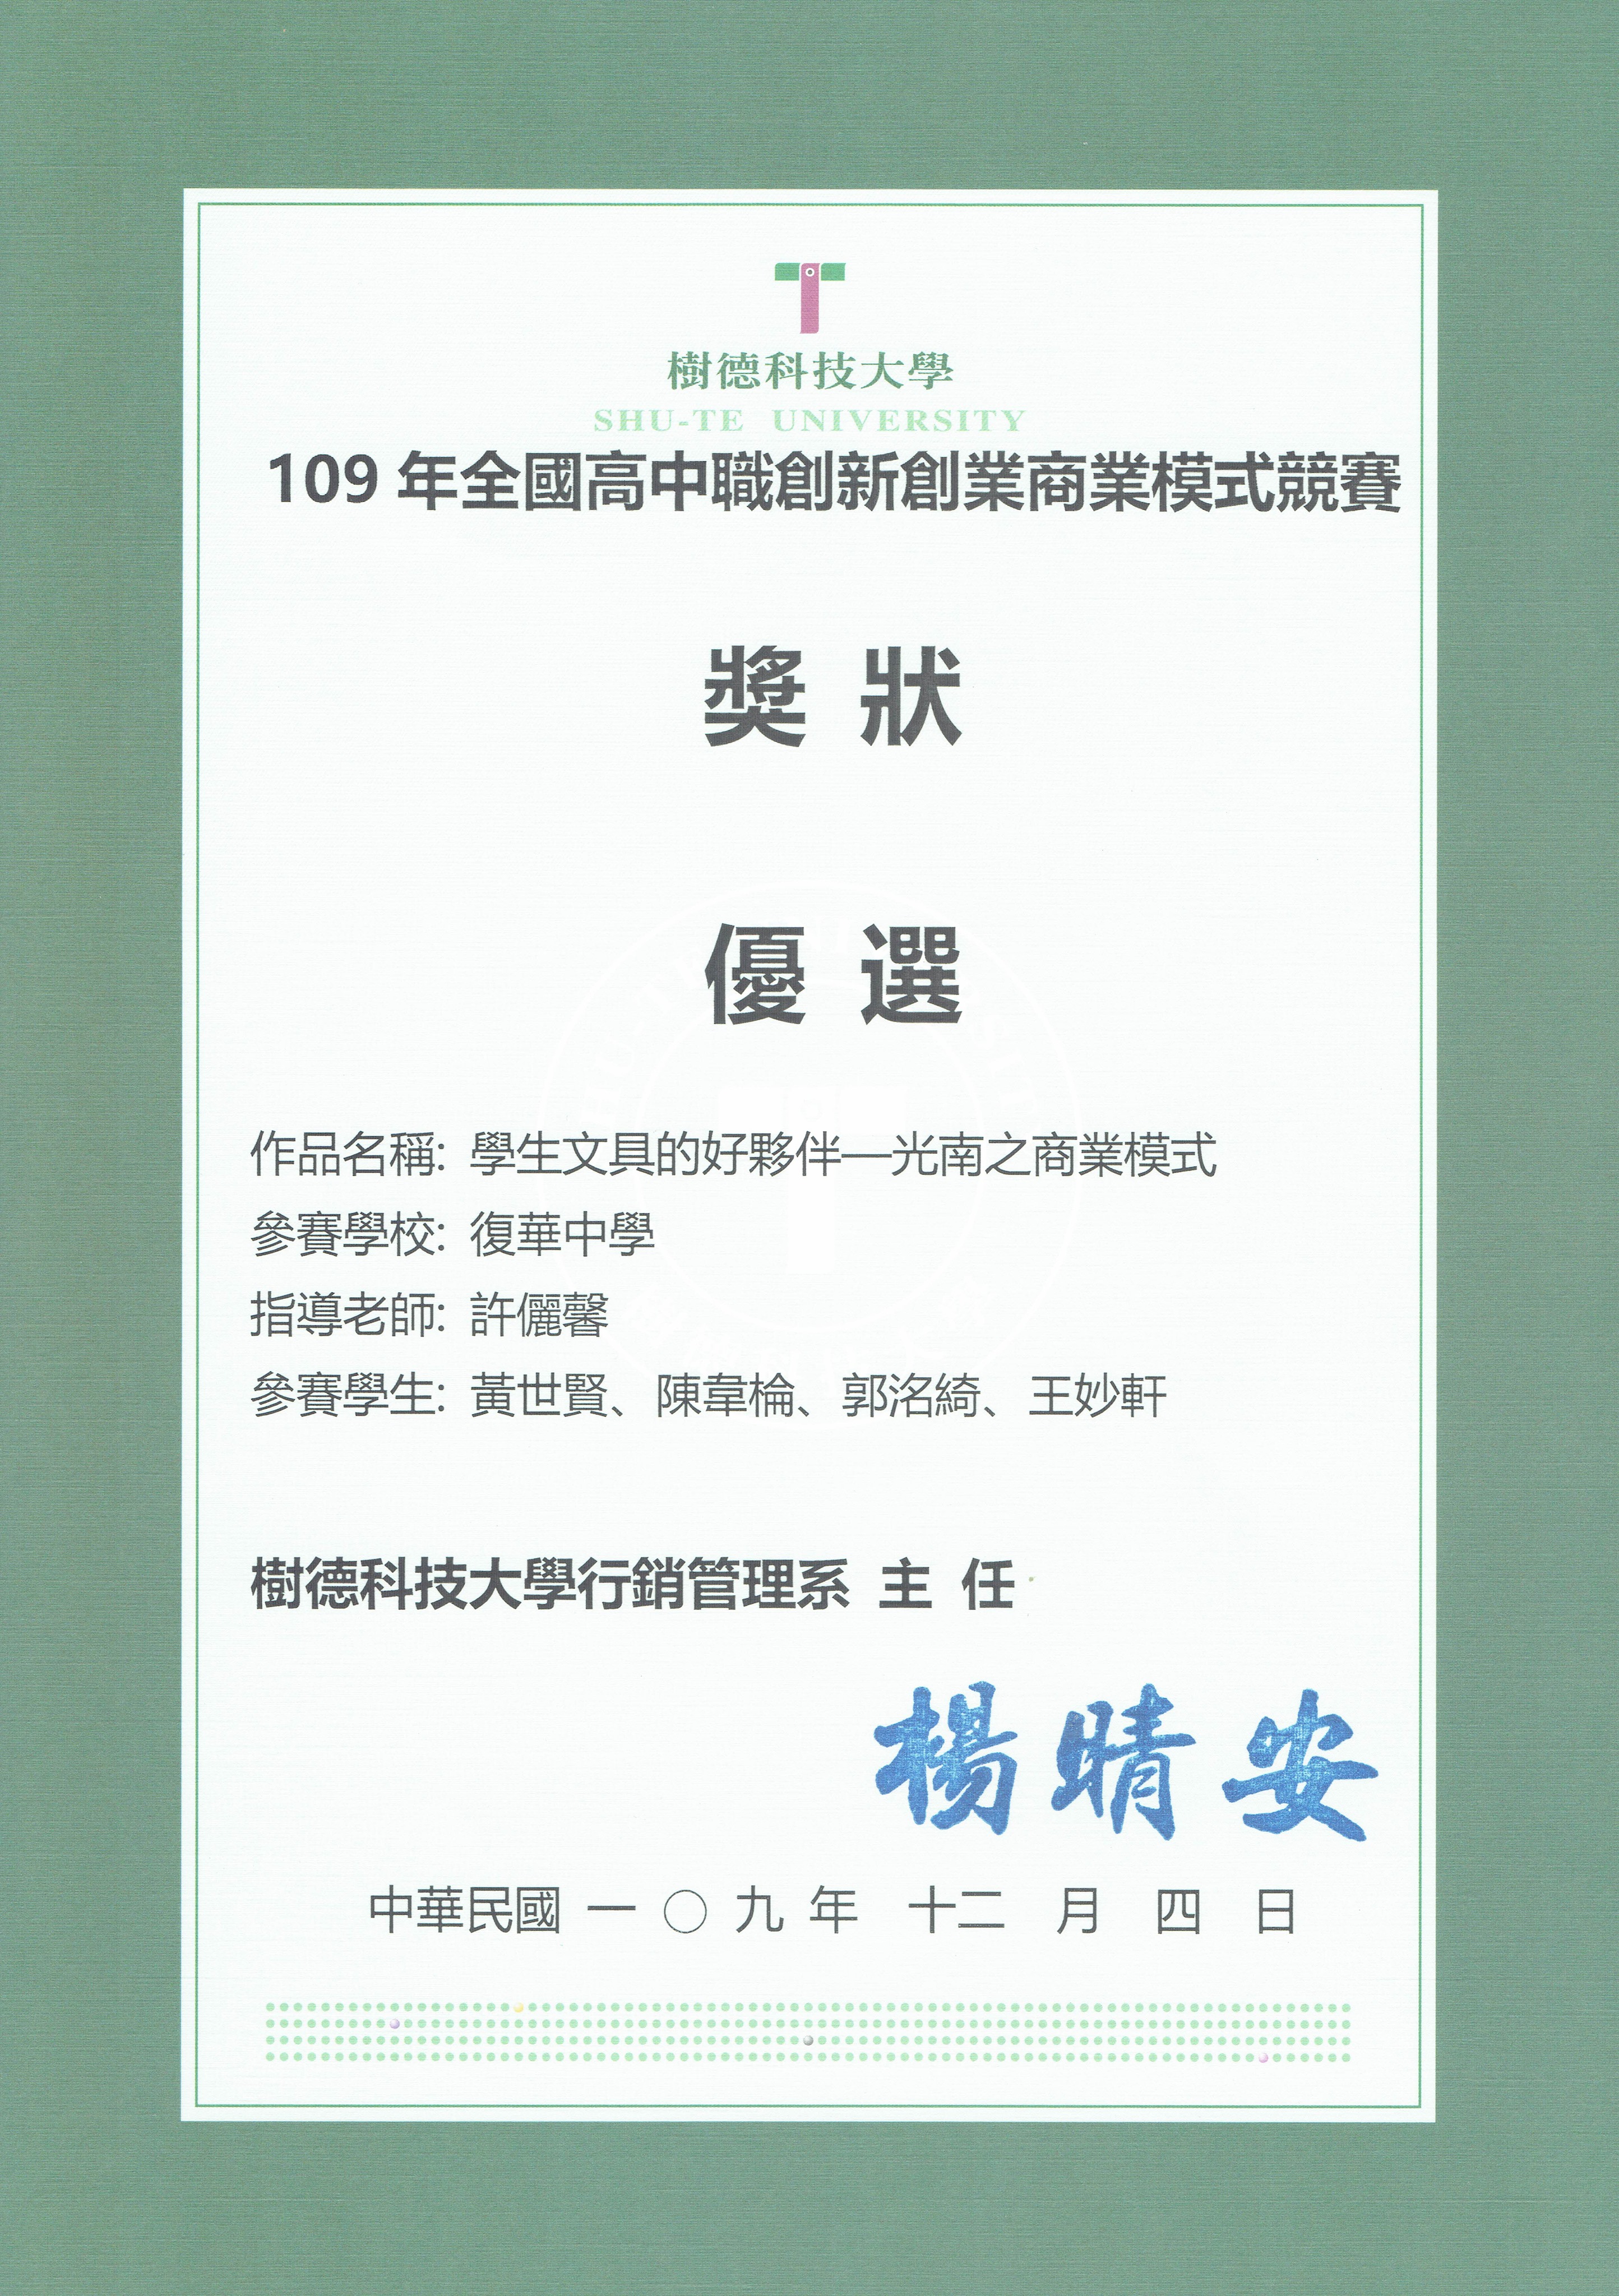 樹德科技大學
SHU-TE UNIVERSITY
109 年全國高中職創新創業商業模式競賽
獎 狀
優 選
作品名稱: 學生文具的好夥伴—光南之商業模式
參賽學校: 復華中學
指導老師: 許儷馨
參賽學生: 黃世賢、陳韋棆、郭洺綺、王妙軒
樹德科技大學行銷管理系 主 任
楊 晴 安
中華民國 一 〇 九 年 十二 月 四 日